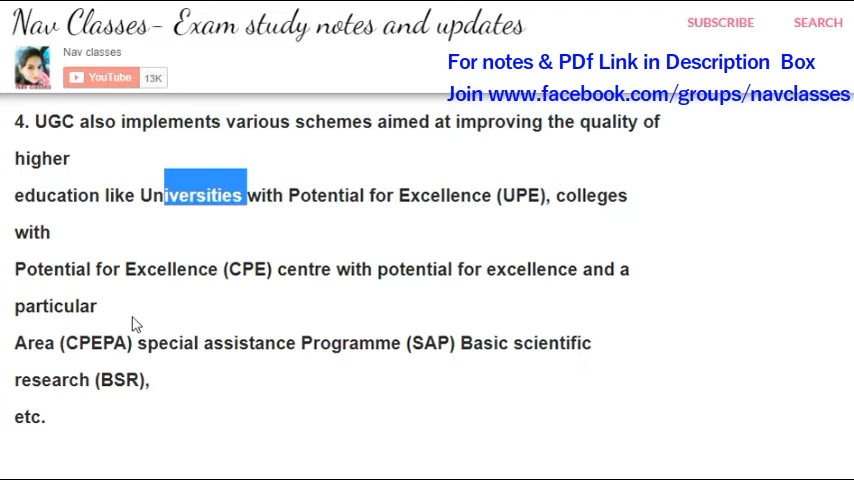 Nav Classes- Exam study notes and updates
SUBSCRIBE SEARCH
Nav classes
YouTube 13K
For notes & PDf Link in Description Box
Join www.facebook.com/groups/navclasses
4. UGC also implements various schemes aimed at improving the quality of
higher
education like Universities with Potential for Excellence (UPE), colleges
with
Potential for Excellence (CPE) centre with potential for excellence and a
particular
Area (CPEPA) special assistance Programme (SAP) Basic scientific
research (BSR),
etc.